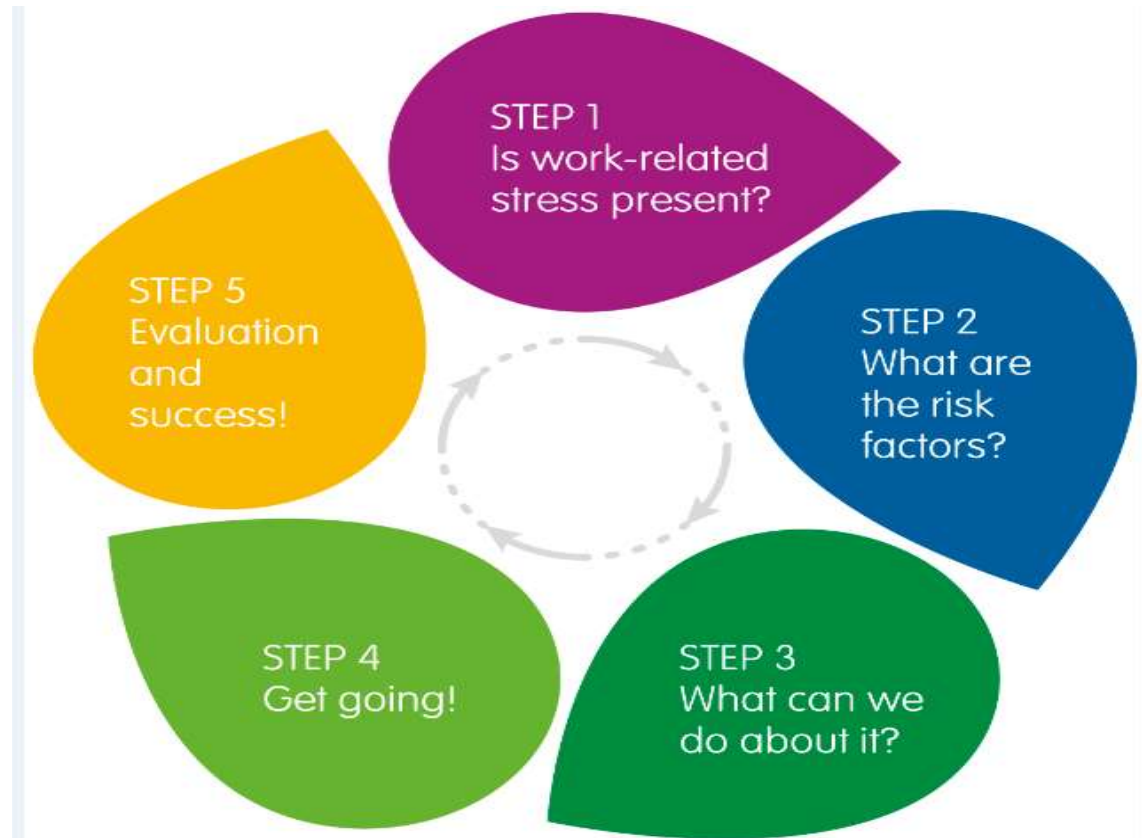 STEP 1
Is work-related
stress present?
STEP 2
What are
the risk
factors?
STEP 3
What can we
do about it?
STEP 4
Get going!
STEP 5
Evaluation
and
success!